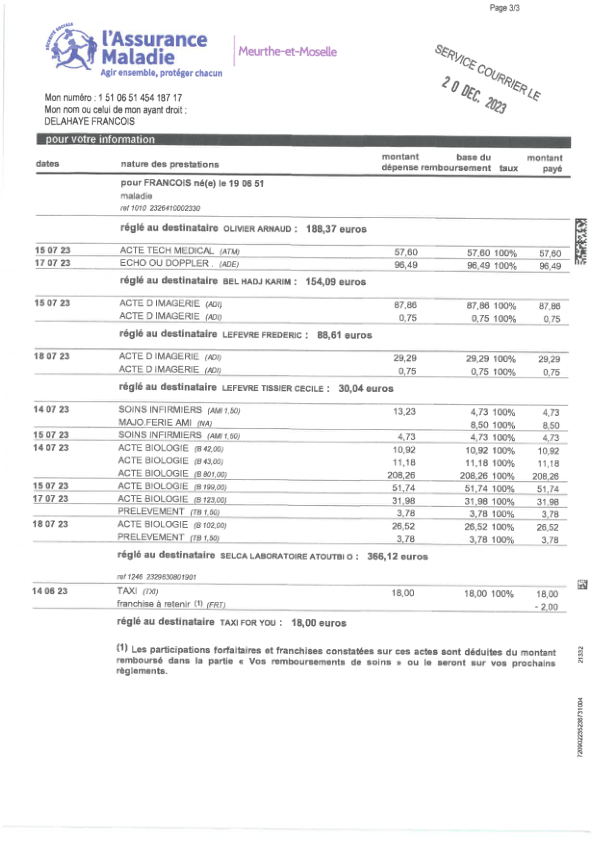 Page 3/3
SÉCURITÉ SOCIALE
l'Assurance
Maladie
Agir ensemble, protéger chacun
Meurthe-et-Moselle
SERVICE COURRIER LE
20 DEC. 2023
Mon numéro : 1 51 06 51 454 187 17
Mon nom ou celui de mon ayant droit :
DELAHAYE FRANCOIS
pour votre information
dates nature des prestations montant dépense base du remboursement taux montant payé
pour FRANCOIS né(e) le 19 06 51
maladie
ref 1010 2326410002330
réglé au destinataire OLIVIER ARNAUD : 188,37 euros
15 07 23 ACTE TECH MEDICAL (ATM) 57,60 57,60 100% 57,60
17 07 23 ECHO OU DOPPLER . (ADE) 96,49 96,49 100% 96,49
réglé au destinataire BEL HADJ KARIM : 154,09 euros
15 07 23 ACTE D IMAGERIE (ADI) 87,86 87,86 100% 87,86
ACTE D IMAGERIE (ADI) 0,75 0,75 100% 0,75
réglé au destinataire LEFEVRE FREDERIC : 88,61 euros
18 07 23 ACTE D IMAGERIE (ADI) 29,29 29,29 100% 29,29
ACTE D IMAGERIE (ADI) 0,75 0,75 100% 0,75
réglé au destinataire LEFEVRE TISSIER CECILE : 30,04 euros
14 07 23 SOINS INFIRMIERS (AMI 1,50) 13,23 4,73 100% 4,73
MAJO.FERIE AMI (NA) 8,50 100% 8,50
15 07 23 SOINS INFIRMIERS (AMI 1,50) 4,73 4,73 100% 4,73
14 07 23 ACTE BIOLOGIE (B 42,00) 10,92 10,92 100% 10,92
ACTE BIOLOGIE (B 43,00) 11,18 11,18 100% 11,18
ACTE BIOLOGIE (B 801,00) 208,26 208,26 100% 208,26
15 07 23 ACTE BIOLOGIE (B 199,00) 51,74 51,74 100% 51,74
17 07 23 ACTE BIOLOGIE (B 123,00) 31,98 31,98 100% 31,98
PRELEVEMENT (TB 1,50) 3,78 3,78 100% 3,78
18 07 23 ACTE BIOLOGIE (B 102,00) 26,52 26,52 100% 26,52
PRELEVEMENT (TB 1,50) 3,78 3,78 100% 3,78
réglé au destinataire SELCA LABORATOIRE ATOUTBI O : 366,12 euros
ref 1246 2329830801901
14 06 23 TAXI (TXI) 18,00 18,00 100% 18,00
franchise à retenir (1) (FRT) - 2,00
réglé au destinataire TAXI FOR YOU : 18,00 euros
(1) Les participations forfaitaires et franchises constatées sur ces actes sont déduites du montant
remboursé dans la partie « Vos remboursements de soins » ou le seront sur vos prochains
règlements.
21332